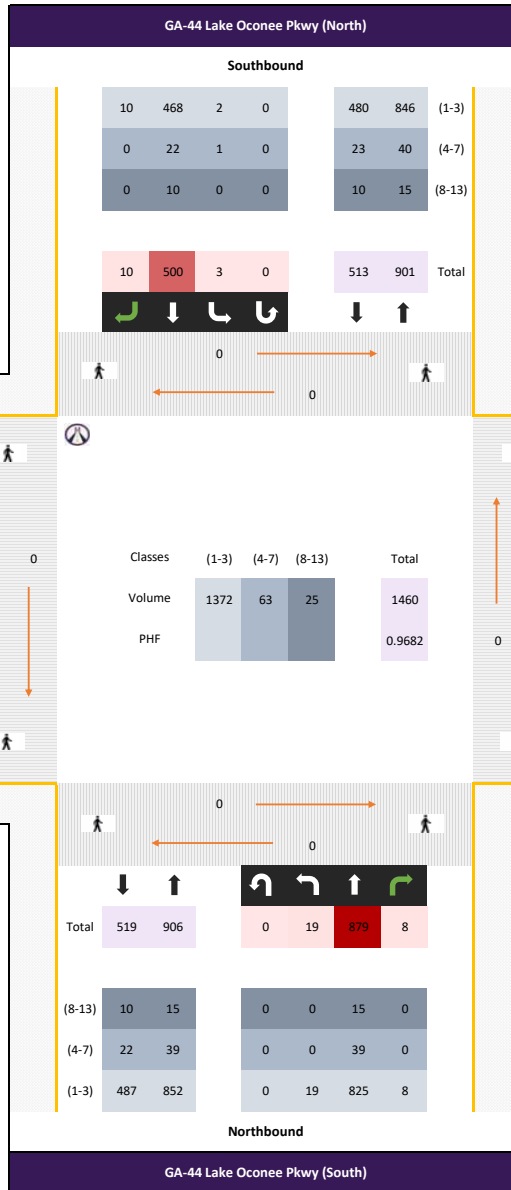 GA-44 Lake Oconee Pkwy (North)
Southbound
10 468 2 0 480 846 (1-3)
0 22 1 0 23 40 (4-7)
0 10 0 0 10 15 (8-13)
10 500 3 0 513 901 Total
0
0
0
Classes (1-3) (4-7) (8-13) Total
Volume 1372 63 25 1460
PHF 0.9682
0
0
0
Total 519 906 0 19 879 8
(8-13) 10 15 0 0 15 0
(4-7) 22 39 0 0 39 0
(1-3) 487 852 0 19 825 8
Northbound
GA-44 Lake Oconee Pkwy (South)